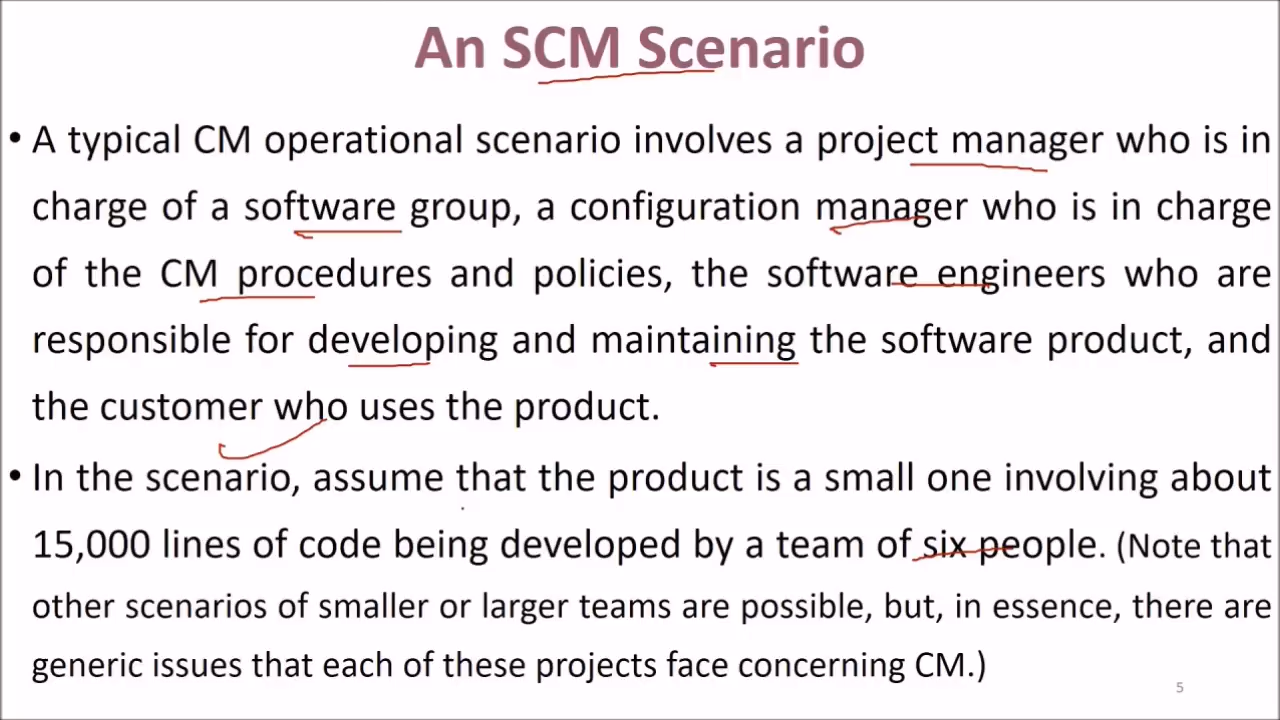 An SCM Scenario
• A typical CM operational scenario involves a project manager who is in
charge of a software group, a configuration manager who is in charge
of the CM procedures and policies, the software engineers who are
responsible for developing and maintaining the software product, and
the customer who uses the product.
• In the scenario, assume that the product is a small one involving about
15,000 lines of code being developed by a team of six people. (Note that
other scenarios of smaller or larger teams are possible, but, in essence, there are
generic issues that each of these projects face concerning CM.)
5